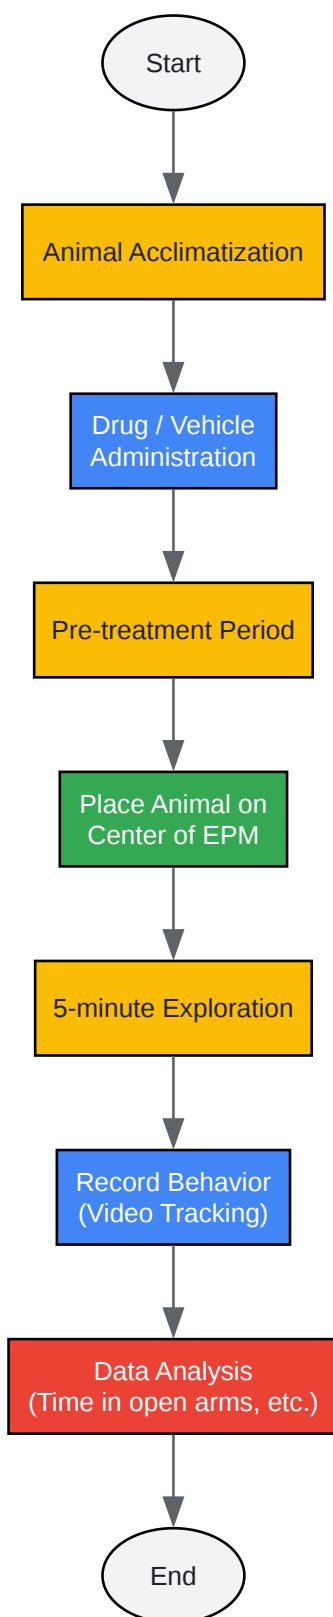 Start
Animal Acclimatization
Drug / Vehicle
Administration
Pre-treatment Period
Place Animal on
Center of EPM
5-minute Exploration
Record Behavior
(Video Tracking)
Data Analysis
(Time in open arms, etc.)
End